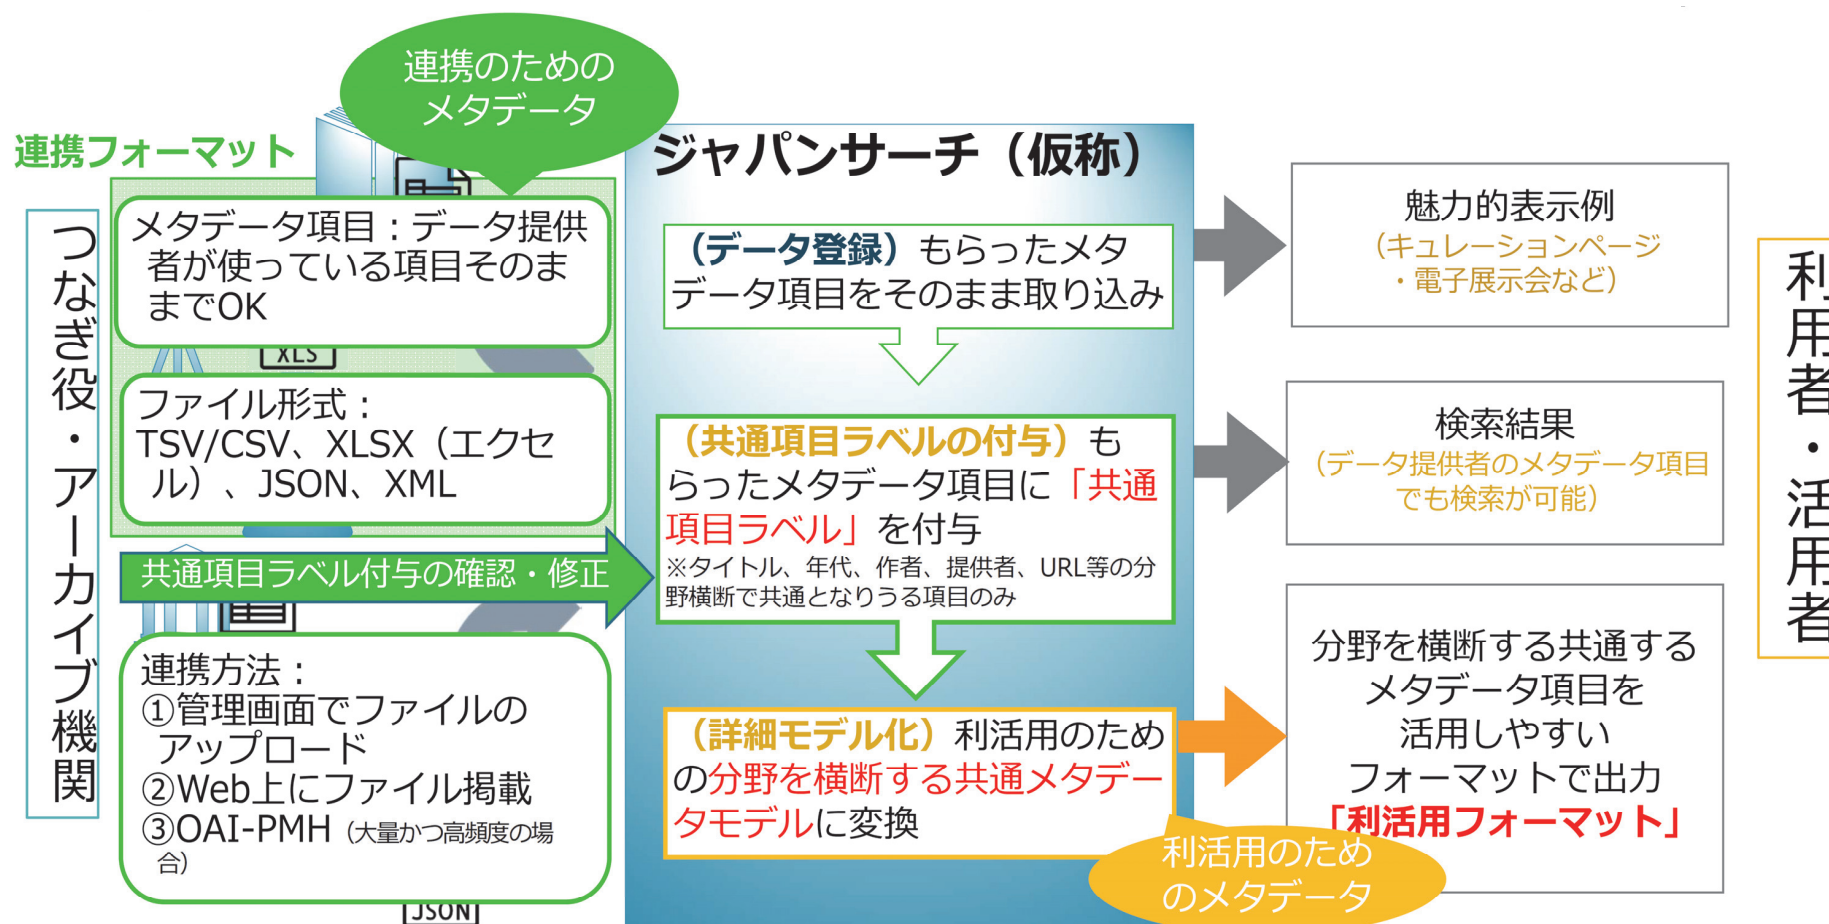 連携のための
メタデータ
連携フォーマット
つなぎ役・アーカイブ機関
メタデータ項目：データ提供
者が使っている項目そのま
までOK
XLS
ファイル形式：
TSV/CSV、XLSX（エクセ
ル）、JSON、XML
共通項目ラベル付与の確認・修正
連携方法：
①管理画面でファイルの
アップロード
②Web上にファイル掲載
③OAI-PMH（大量かつ高頻度の場
合）
JSON
ジャパンサーチ（仮称）
（データ登録）もらったメタ
データ項目をそのまま取り込み
（共通項目ラベルの付与）も
らったメタデータ項目に「共通
項目ラベル」を付与
※タイトル、年代、作者、提供者、URL等の分
野横断で共通となりうる項目のみ
（詳細モデル化）利活用のため
の分野を横断する共通メタデー
タモデルに変換
利活用のため
のメタデータ
魅力的表示例
（キュレーションページ
・電子展示会など）
検索結果
（データ提供者のメタデータ項目
でも検索が可能）
分野を横断する共通する
メタデータ項目を
活用しやすい
フォーマットで出力
「利活用フォーマット」
利用者・活用者